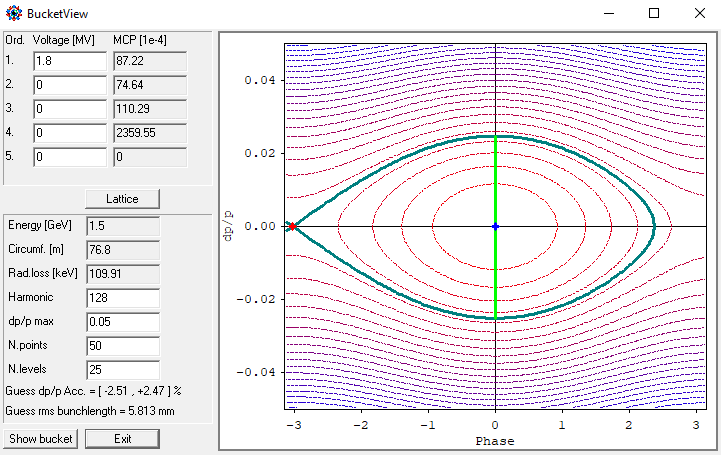 BucketView
Ord. Voltage [MV] MCP [1e-4]
1. 1.8 87.22
2. 0 74.64
3. 0 110.29
4. 0 2359.55
5. 0 0
Lattice
Energy [GeV] 1.5
Circumf. [m] 76.8
Rad.loss [keV] 109.91
Harmonic 128
dp/p max 0.05
N.points 50
N.levels 25
Guess dp/p Acc. = [ -2.51 , +2.47 ] %
Guess rms bunchlength = 5.813 mm
Show bucket Exit
0.04
0.02
0.00
-0.02
-0.04
dp/p
-3 -2 -1 0 1 2 3
Phase